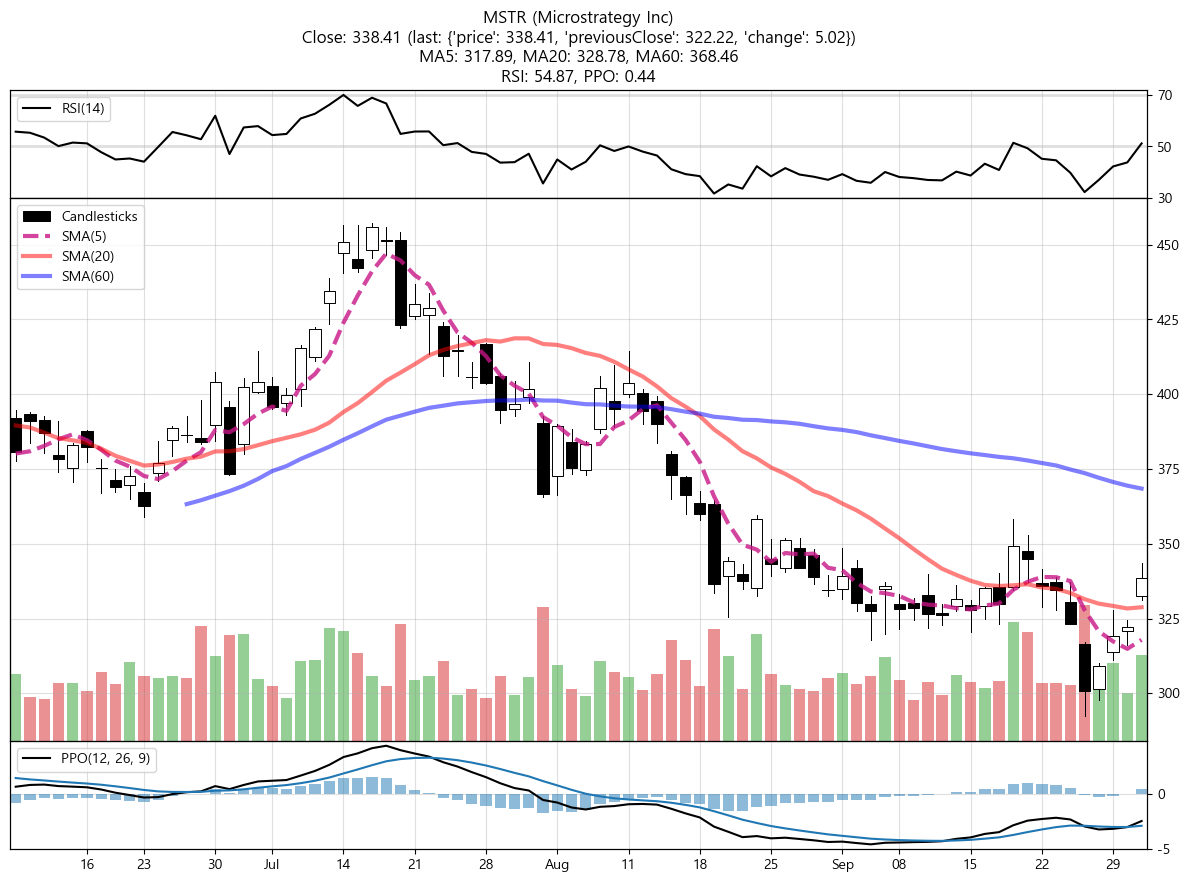 MSTR (Microstrategy Inc)
Close: 338.41 (last: {'price': 338.41, 'previousClose': 322.22, 'change': 5.02})
MA5: 317.89, MA20: 328.78, MA60: 368.46
RSI: 54.87, PPO: 0.44
RSI(14)
70
50
30
Candlesticks
SMA(5)
SMA(20)
SMA(60)
450
425
400
375
350
325
300
PPO(12, 26, 9)
0
-5
16 23 30 Jul 14 21 28 Aug 11 18 25 Sep 08 15 22 29